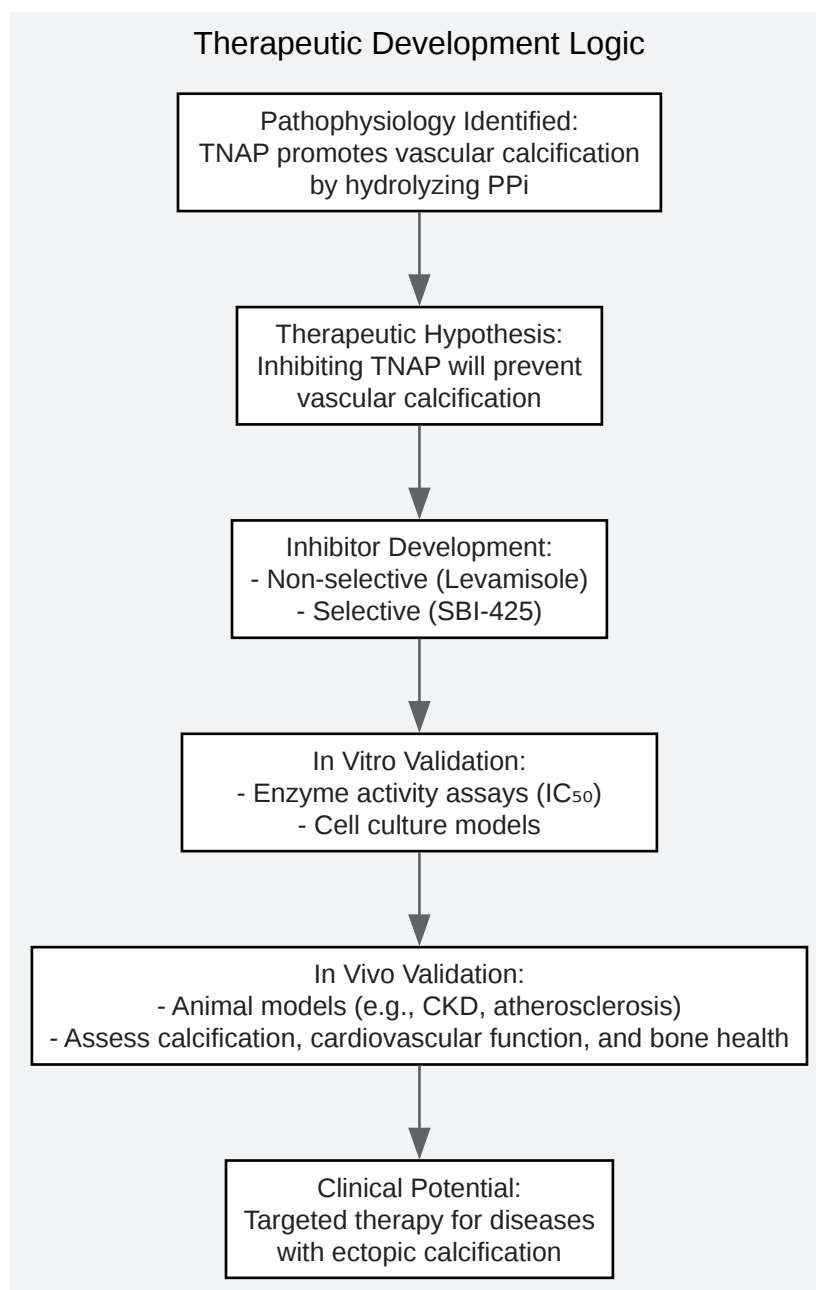 Therapeutic Development Logic
Pathophysiology Identified:
TNAP promotes vascular calcification
by hydrolyzing PPi
Therapeutic Hypothesis:
Inhibiting TNAP will prevent
vascular calcification
Inhibitor Development:
- Non-selective (Levamisole)
- Selective (SBI-425)
In Vitro Validation:
- Enzyme activity assays (IC₅₀)
- Cell culture models
In Vivo Validation:
- Animal models (e.g., CKD, atherosclerosis)
- Assess calcification, cardiovascular function, and bone health
Clinical Potential:
Targeted therapy for diseases
with ectopic calcification